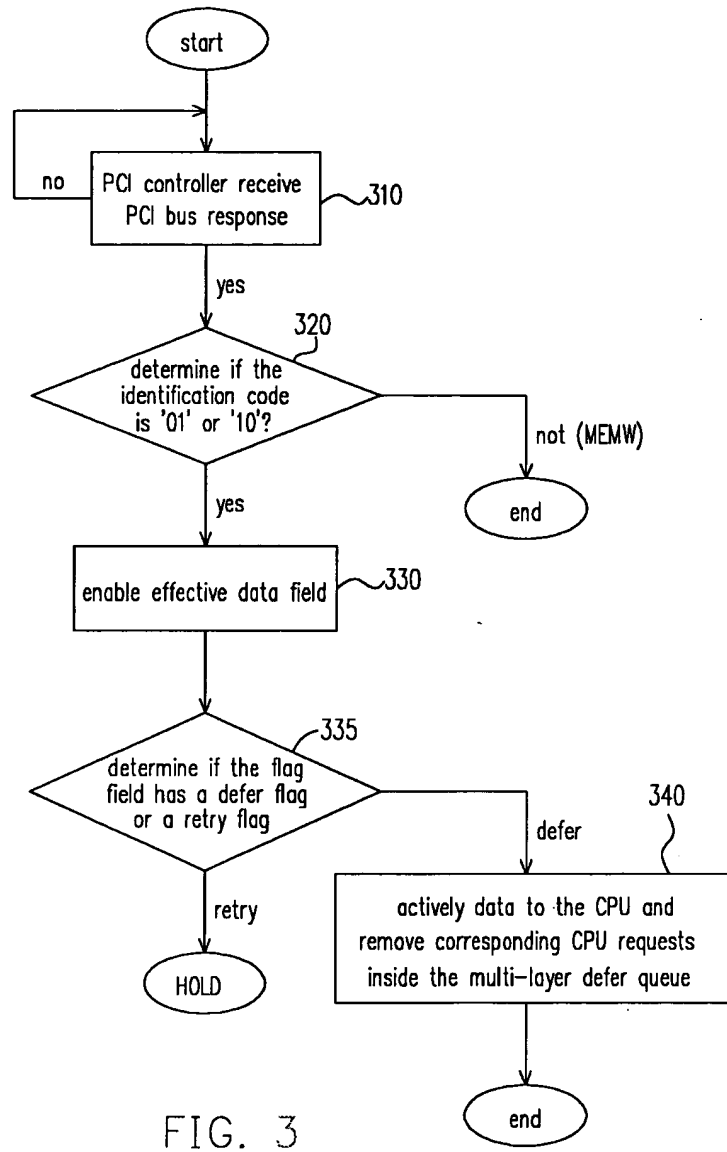 start
no
PCI controller receive
PCI bus response
310
yes
320
determine if the
identification code
is '01' or '10'?
not (MEMW)
end
yes
enable effective data field
330
335
determine if the flag
field has a defer flag
or a retry flag
defer
340
retry
HOLD
actively data to the CPU and
remove corresponding CPU requests
inside the multi-layer defer queue
end
FIG. 3